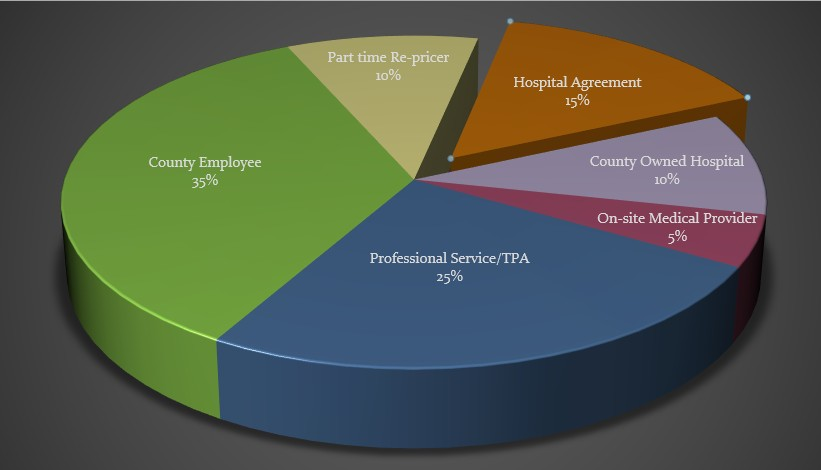 Part time Re-pricer
10%
Hospital Agreement
15%
County Employee
35%
County Owned Hospital
10%
On-site Medical Provider
5%
Professional Service/TPA
25%